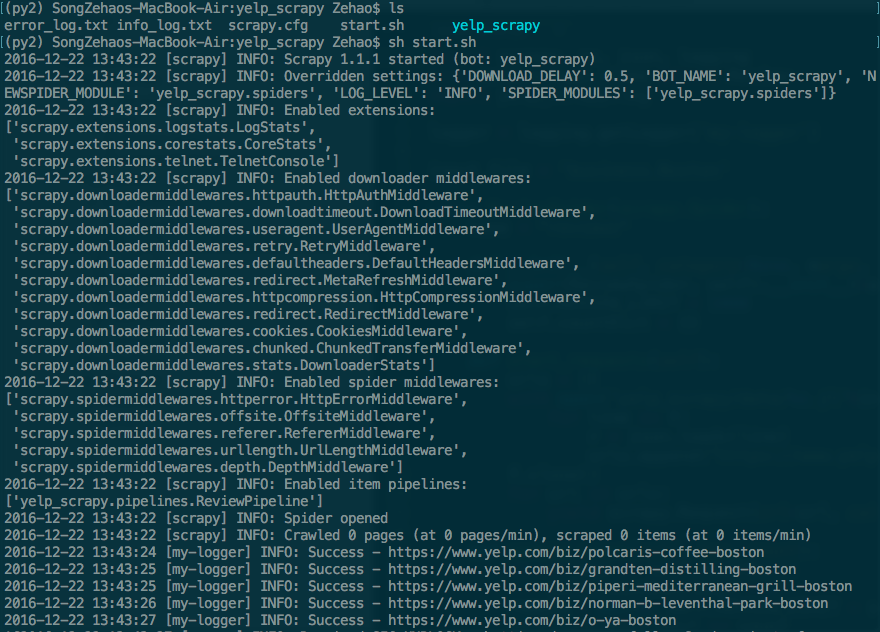 [(py2) SongZehaos-MacBook-Air:yelp_scrapy Zehao$ ls ]
error_log.txt info_log.txt scrapy.cfg start.sh yelp_scrapy
[(py2) SongZehaos-MacBook-Air:yelp_scrapy Zehao$ sh start.sh ]
2016-12-22 13:43:22 [scrapy] INFO: Scrapy 1.1.1 started (bot: yelp_scrapy)
2016-12-22 13:43:22 [scrapy] INFO: Overridden settings: {'DOWNLOAD_DELAY': 0.5, 'BOT_NAME': 'yelp_scrapy', 'N
EWSPIDER_MODULE': 'yelp_scrapy.spiders', 'LOG_LEVEL': 'INFO', 'SPIDER_MODULES': ['yelp_scrapy.spiders']}
2016-12-22 13:43:22 [scrapy] INFO: Enabled extensions:
['scrapy.extensions.logstats.LogStats',
 'scrapy.extensions.corestats.CoreStats',
 'scrapy.extensions.telnet.TelnetConsole']
2016-12-22 13:43:22 [scrapy] INFO: Enabled downloader middlewares:
['scrapy.downloadermiddlewares.httpauth.HttpAuthMiddleware',
 'scrapy.downloadermiddlewares.downloadtimeout.DownloadTimeoutMiddleware',
 'scrapy.downloadermiddlewares.useragent.UserAgentMiddleware',
 'scrapy.downloadermiddlewares.retry.RetryMiddleware',
 'scrapy.downloadermiddlewares.defaultheaders.DefaultHeadersMiddleware',
 'scrapy.downloadermiddlewares.redirect.MetaRefreshMiddleware',
 'scrapy.downloadermiddlewares.httpcompression.HttpCompressionMiddleware',
 'scrapy.downloadermiddlewares.redirect.RedirectMiddleware',
 'scrapy.downloadermiddlewares.cookies.CookiesMiddleware',
 'scrapy.downloadermiddlewares.chunked.ChunkedTransferMiddleware',
 'scrapy.downloadermiddlewares.stats.DownloaderStats']
2016-12-22 13:43:22 [scrapy] INFO: Enabled spider middlewares:
['scrapy.spidermiddlewares.httperror.HttpErrorMiddleware',
 'scrapy.spidermiddlewares.offsite.OffsiteMiddleware',
 'scrapy.spidermiddlewares.referer.RefererMiddleware',
 'scrapy.spidermiddlewares.urllength.UrlLengthMiddleware',
 'scrapy.spidermiddlewares.depth.DepthMiddleware']
2016-12-22 13:43:22 [scrapy] INFO: Enabled item pipelines:
['yelp_scrapy.pipelines.ReviewPipeline']
2016-12-22 13:43:22 [scrapy] INFO: Spider opened
2016-12-22 13:43:22 [scrapy] INFO: Crawled 0 pages (at 0 pages/min), scraped 0 items (at 0 items/min)
2016-12-22 13:43:24 [my-logger] INFO: Success - https://www.yelp.com/biz/polcaris-coffee-boston
2016-12-22 13:43:25 [my-logger] INFO: Success - https://www.yelp.com/biz/grandten-distilling-boston
2016-12-22 13:43:25 [my-logger] INFO: Success - https://www.yelp.com/biz/piperi-mediterranean-grill-boston
2016-12-22 13:43:26 [my-logger] INFO: Success - https://www.yelp.com/biz/norman-b-leventhal-park-boston
2016-12-22 13:43:27 [my-logger] INFO: Success - https://www.yelp.com/biz/o-ya-boston